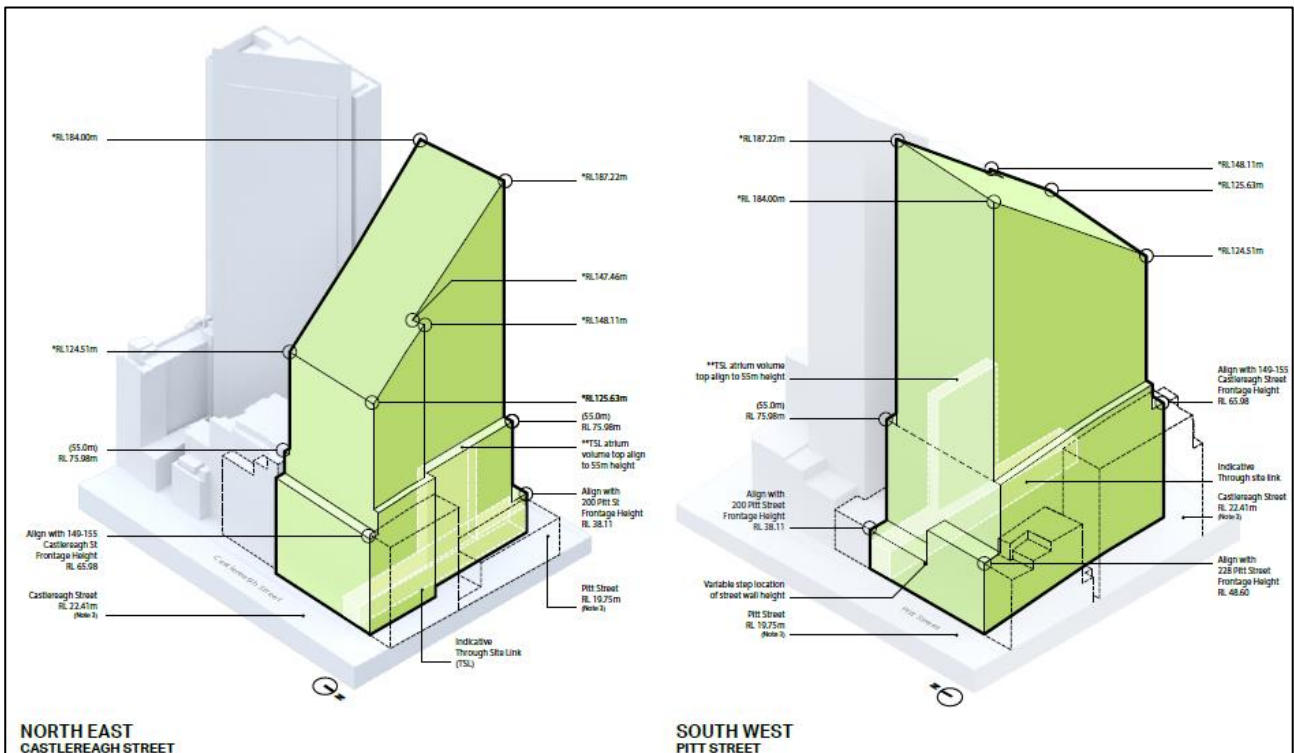 *RL184.00m
*RL187.22m
*RL147.46m
*RL148.11m
*RL124.51m
*RL125.63m
(55.0m)
RL 75.98m
**TSL atrium
volume top align
to 55m height
(55.0m)
RL 75.98m
Align with
200 Pitt St
Frontage Height
RL 38.11
Align with 149-155
Castlereagh St
Frontage Height
RL 65.98
Castlereagh Street
Castlereagh Street
RL 22.41m
(Note 3)
Pitt Street
RL 19.75m
(Note 3)
Indicative
Through Site Link
(TSL)
N
NORTH EAST
CASTLEREAGH STREET
*RL187.22m
*RL148.11m
*RL125.63m
*RL 184.00m
*RL124.51m
**TSL atrium volume
top align to 55m height
(55.0m)
RL 75.98m
Align with 149-155
Castlereagh Street
Frontage Height
RL 65.98
Indicative
Through site link
Castlereagh Street
RL 22.41m
(Note 3)
Align with
200 Pitt Street
Frontage Height
RL 38.11
Align with
228 Pitt Street
Frontage Height
RL 48.60
Variable step location
of street wall height
Pitt Street
RL 19.75m
(Note 3)
Pitt Street
N
SOUTH WEST
PITT STREET